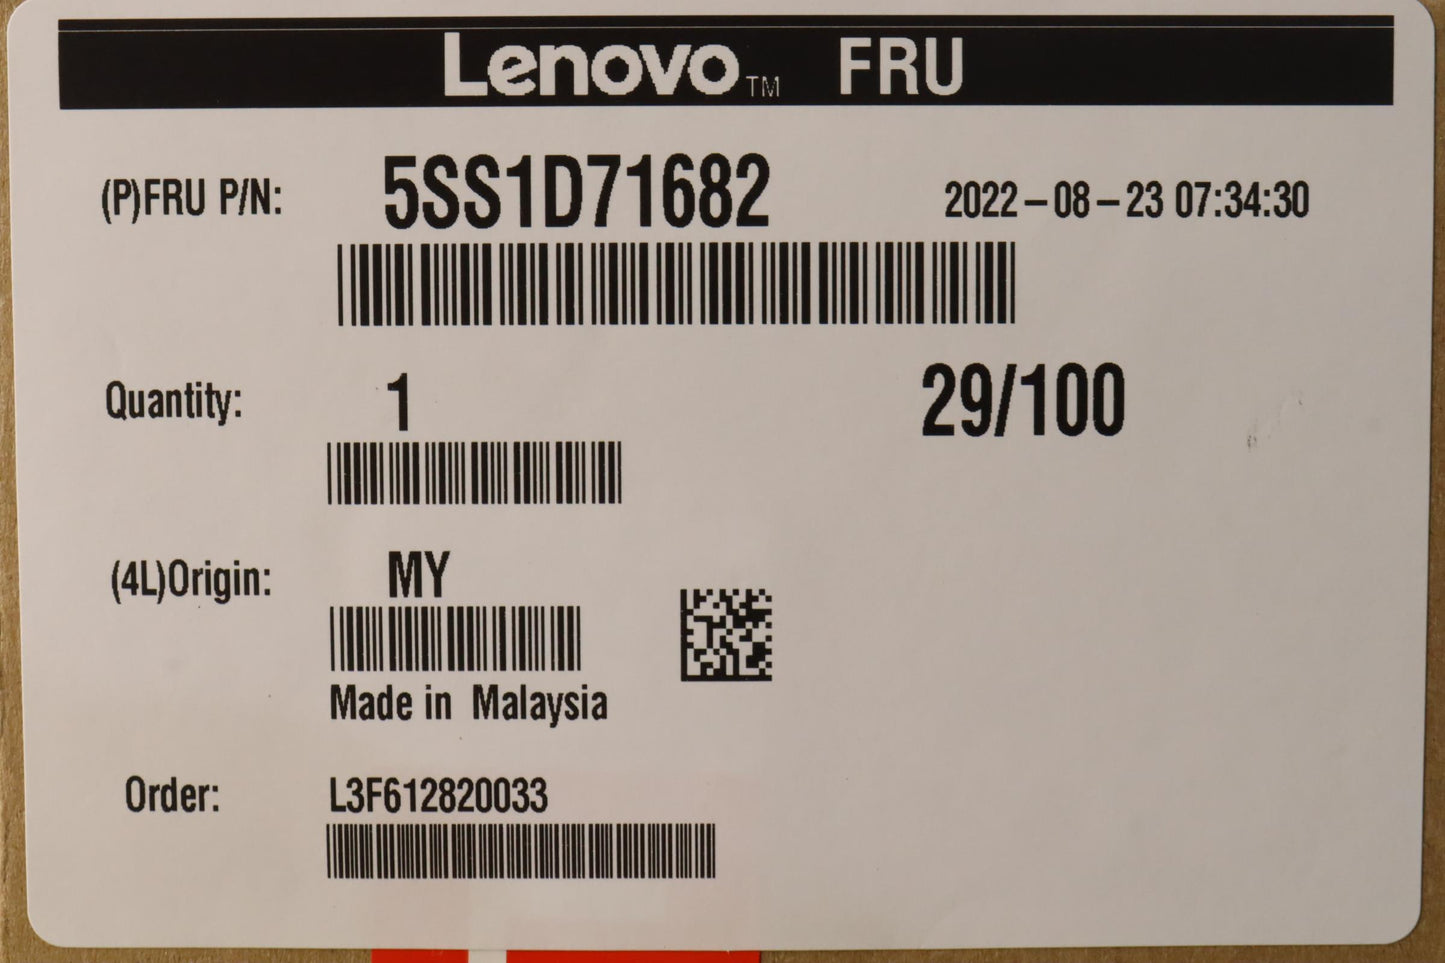 Lenovo™ FRU
(P)FRU P/N: 5SS1D71682 2022-08-23 07:34:30
Quantity: 1 29/100
(4L)Origin: MY
Made in Malaysia
Order: L3F612820033